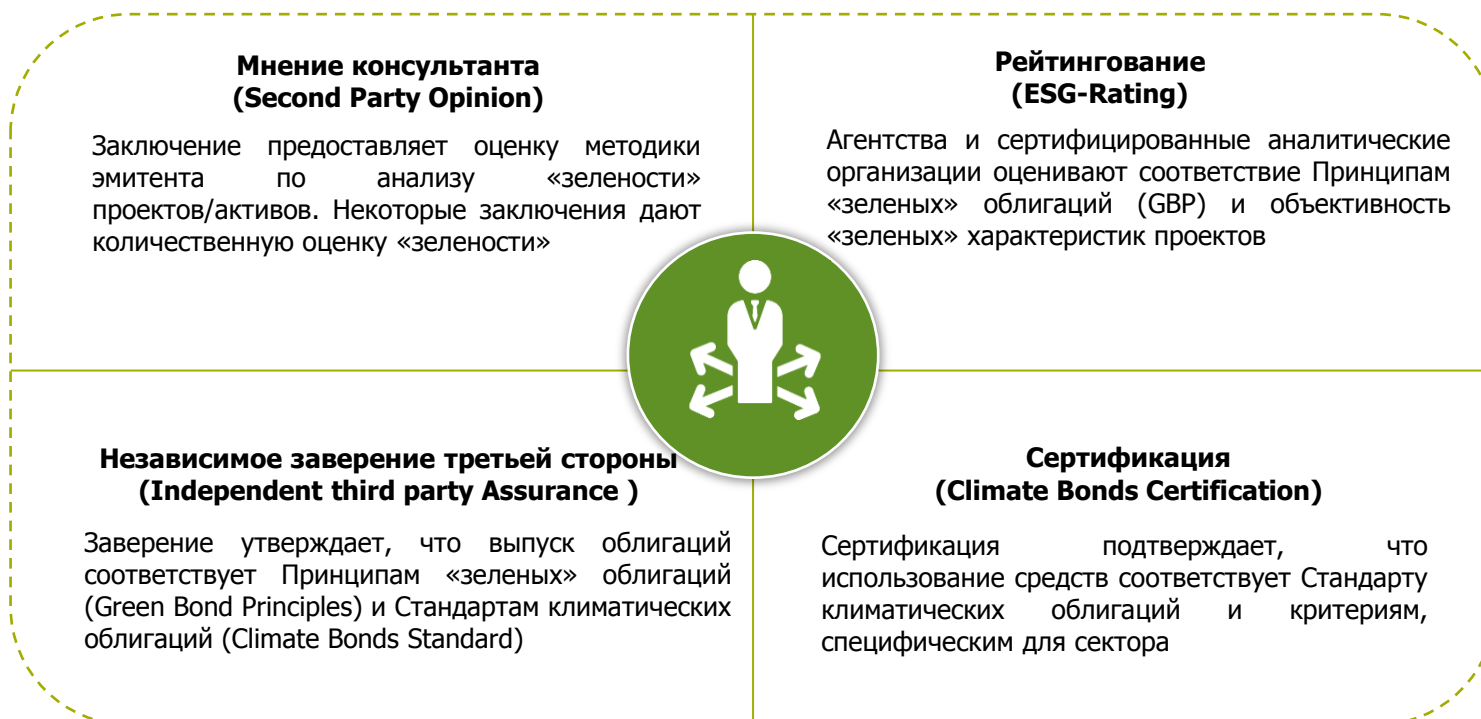 Мнение консультанта
(Second Party Opinion)
Заключение предоставляет оценку методики
эмитента по анализу «зелености»
проектов/активов. Некоторые заключения дают
количественную оценку «зелености»
Рейтингование
(ESG-Rating)
Агентства и сертифицированные аналитические
организации оценивают соответствие Принципам
«зеленых» облигаций (GBP) и объективность
«зеленых» характеристик проектов
Независимое заверение третьей стороны
(Independent third party Assurance )
Заверение утверждает, что выпуск облигаций
соответствует Принципам «зеленых» облигаций
(Green Bond Principles) и Стандартам климатических
облигаций (Climate Bonds Standard)
Сертификация
(Climate Bonds Certification)
Сертификация подтверждает, что
использование средств соответствует Стандарту
климатических облигаций и критериям,
специфическим для сектора